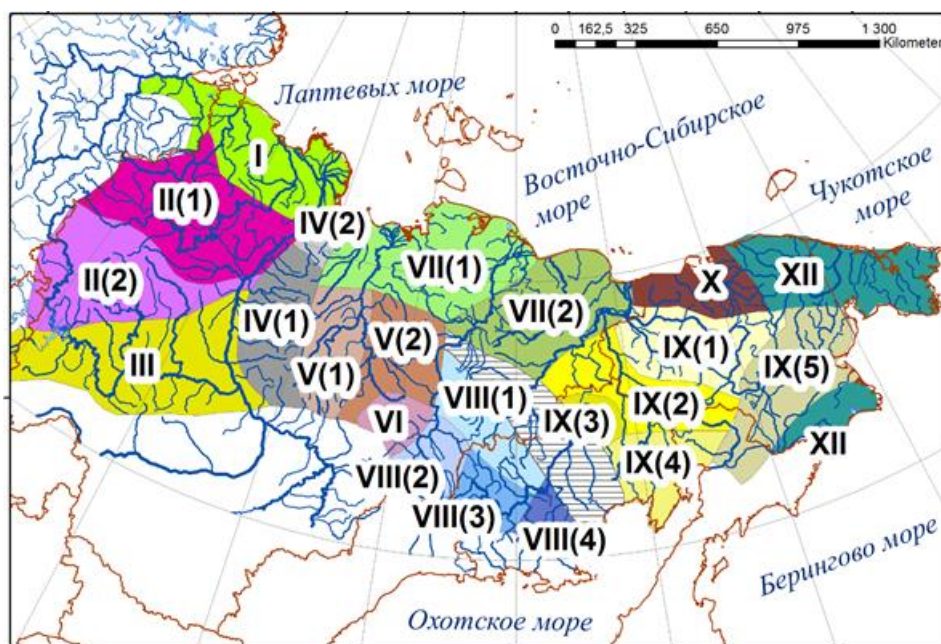 0 162,5 325 650 975 1 300
Kilometer
Лаптевых море
Восточно-Сибирское
море
Чукотское
море
I
II(1)
IV(2)
VII(1)
X
XII
II(2)
IV(1)
VII(2)
V(2)
IX(1)
IX(5)
III
V(1)
VIII(1)
IX(2)
VI
IX(3)
XII
VIII(2)
IX(4)
VIII(3)
VIII(4)
Берингово море
Охотское море